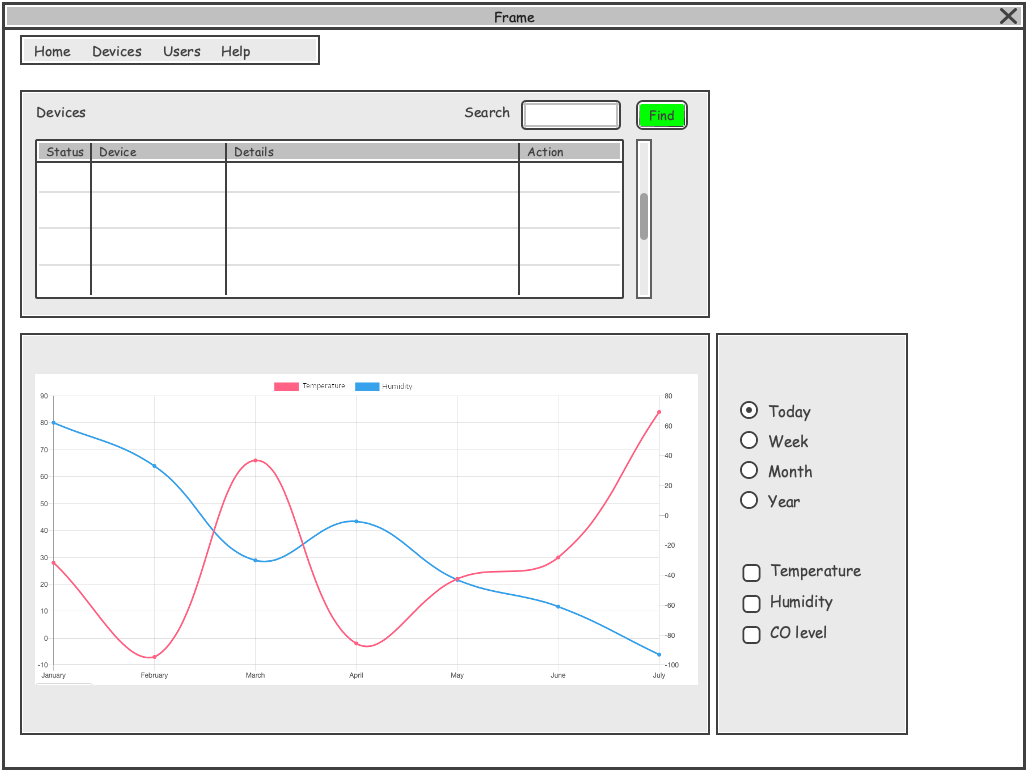 Frame
Home Devices Users Help
Devices Search Find
Status Device Details Action
Temperature Humidity
90 80
80 60
70 40
60 20
50 0
40 -20
30 -40
20 -60
10 -80
0 -100
-10
January February March April May June July
Today
Week
Month
Year
Temperature
Humidity
CO level